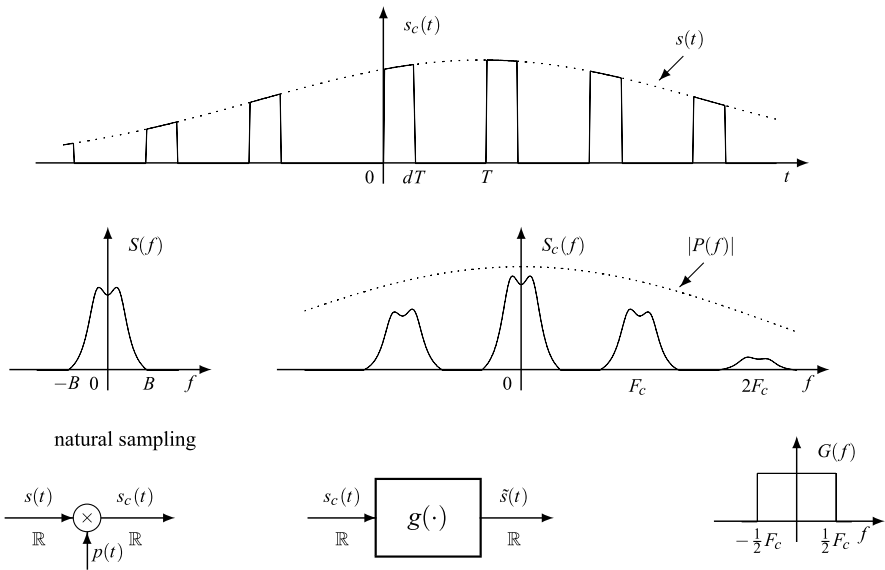 s_c(t)
s(t)
0 dT T t
S(f)
−B 0 B f
S_c(f)
|P(f)|
0 F_c 2F_c f
natural sampling
s(t) × s_c(t)
ℝ ℝ
p(t)
s_c(t) g(·) s̃(t)
ℝ ℝ
G(f)
−½F_c ½F_c f